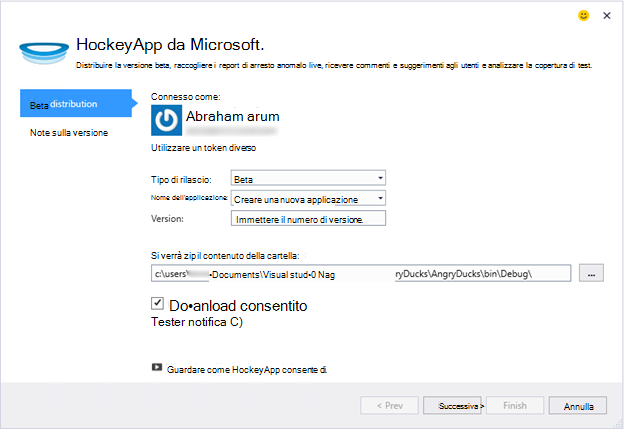 HockeyApp da Microsoft.
Distribuire la versione beta, raccogliere i report di arresto anomalo live, ricevere commenti e suggerimenti agli utenti e analizzare la copertura di test.
Beta distribution
Note sulla versione
Connesso come:
Abraham arum
Utilizzare un token diverso
Tipo di rilascio: Beta
Nome dell'applicazione: Creare una nuova applicazione
Version: Immettere il numero di versione.
Si verrà zip il contenuto della cartella:
c:\users\ •Documents\Visual stud•0 Nag ryDucks\AngryDucks\bin\Debug\ ...
Do•anload consentito
Tester notifica C)
Guardare come HockeyApp consente di.
< Prev Successiva > Finish Annulla